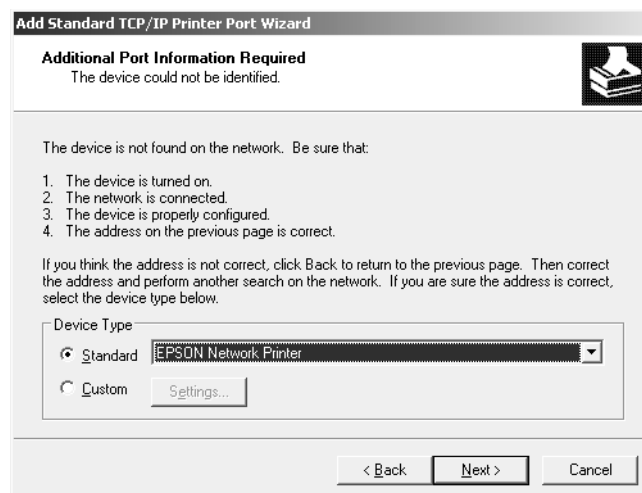 Add Standard TCP/IP Printer Port Wizard
Additional Port Information Required
The device could not be identified.
The device is not found on the network.  Be sure that:
1.  The device is turned on.
2.  The network is connected.
3.  The device is properly configured.
4.  The address on the previous page is correct.
If you think the address is not correct, click Back to return to the previous page.  Then correct
the address and perform another search on the network.  If you are sure the address is correct,
select the device type below.
Device Type
Standard EPSON Network Printer
Custom Settings...
< Back Next > Cancel